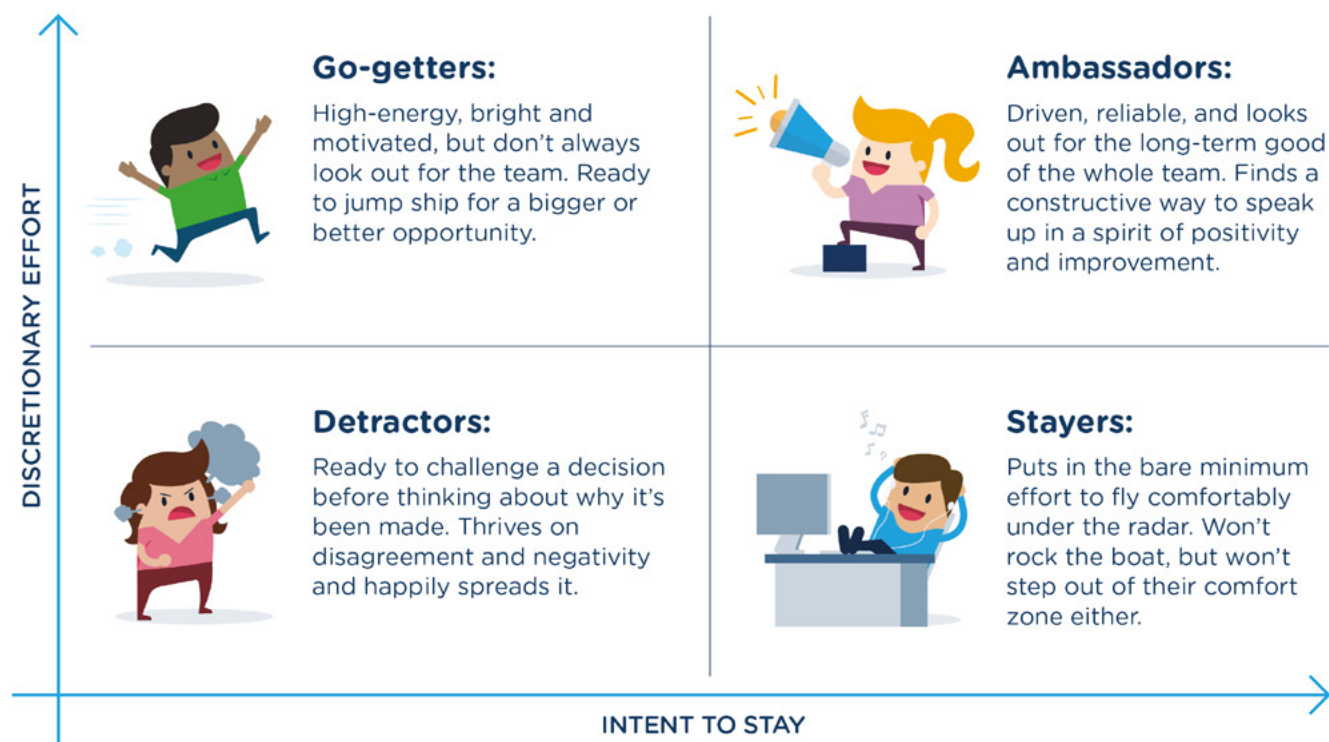 DISCRETIONARY EFFORT
Go-getters:
High-energy, bright and
motivated, but don’t always
look out for the team. Ready
to jump ship for a bigger or
better opportunity.
Ambassadors:
Driven, reliable, and looks
out for the long-term good
of the whole team. Finds a
constructive way to speak
up in a spirit of positivity
and improvement.
Detractors:
Ready to challenge a decision
before thinking about why it’s
been made. Thrives on
disagreement and negativity
and happily spreads it.
Stayers:
Puts in the bare minimum
effort to fly comfortably
under the radar. Won’t
rock the boat, but won’t
step out of their comfort
zone either.
INTENT TO STAY